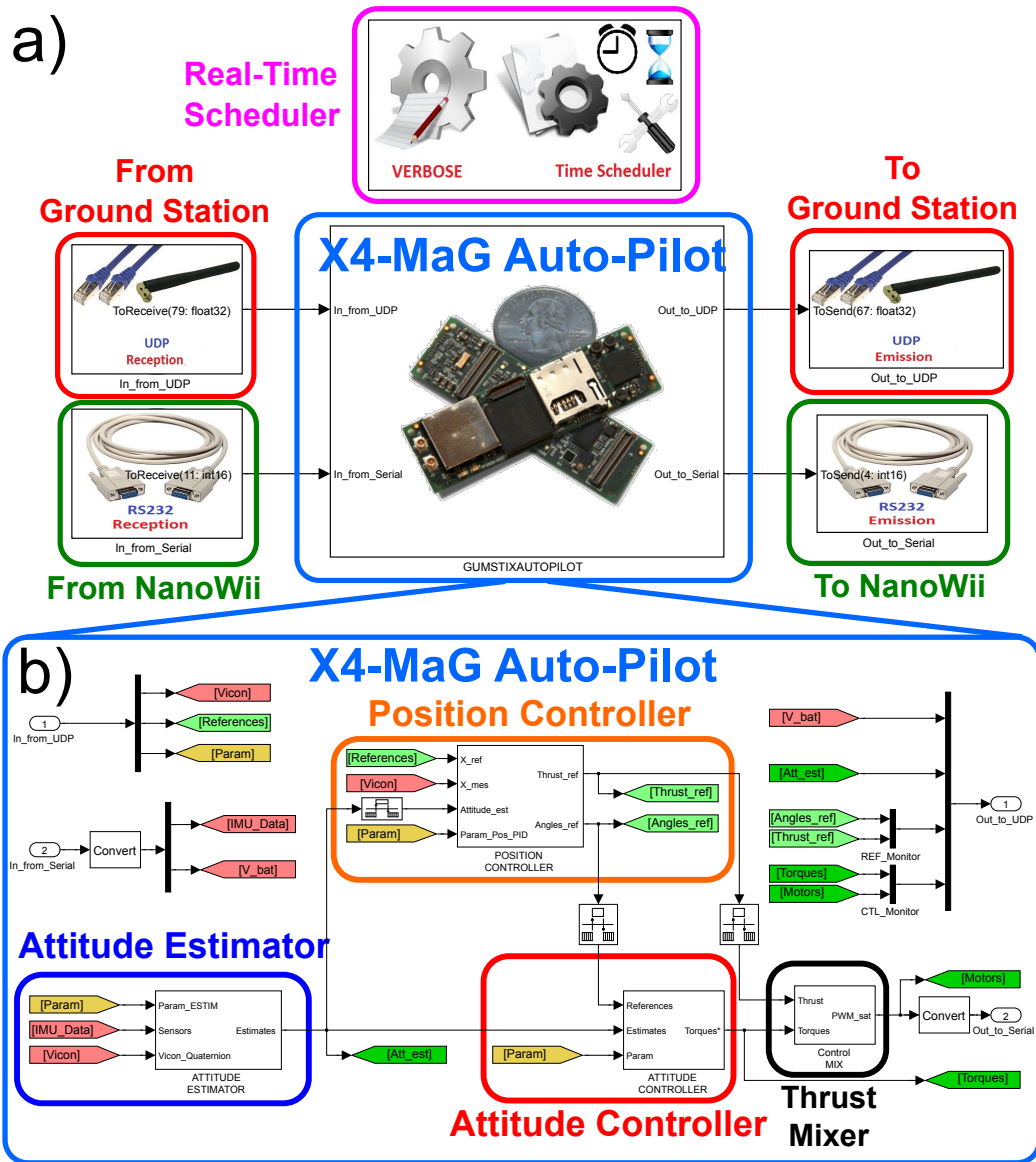 a)
Real-Time
Scheduler
VERBOSE
Time Scheduler
From
Ground Station
To
Ground Station
X4-MaG Auto-Pilot
ToReceive(79: float32)
UDP
Reception
In_from_UDP
In_from_UDP
Out_to_UDP
ToSend(67: float32)
UDP
Emission
Out_to_UDP
ToReceive(11: int16)
RS232
Reception
In_from_Serial
In_from_Serial
Out_to_Serial
ToSend(4: int16)
RS232
Emission
Out_to_Serial
GUMSTIXAUTOPILOT
From NanoWii
To NanoWii
b)
X4-MaG Auto-Pilot
1
In_from_UDP
[Vicon]
[References]
[Param]
2
In_from_Serial
Convert
[IMU_Data]
[V_bat]
Position Controller
[References]
[Vicon]
[Param]
X_ref
X_mes
Attitude_est
Param_Pos_PID
Thrust_ref
Angles_ref
POSITION
CONTROLLER
[Thrust_ref]
[Angles_ref]
[V_bat]
[Att_est]
[Angles_ref]
[Thrust_ref]
REF_Monitor
[Torques]
[Motors]
CTL_Monitor
1
Out_to_UDP
Attitude Estimator
[Param]
[IMU_Data]
[Vicon]
Param_ESTIM
Sensors
Vicon_Quaternion
Estimates
ATTITUDE
ESTIMATOR
[Att_est]
[Param]
References
Estimates
Param
Torques*
ATTITUDE
CONTROLLER
Attitude Controller
Thrust
Torques
PWM_sat
Control
MIX
Thrust
Mixer
[Motors]
Convert
2
Out_to_Serial
[Torques]